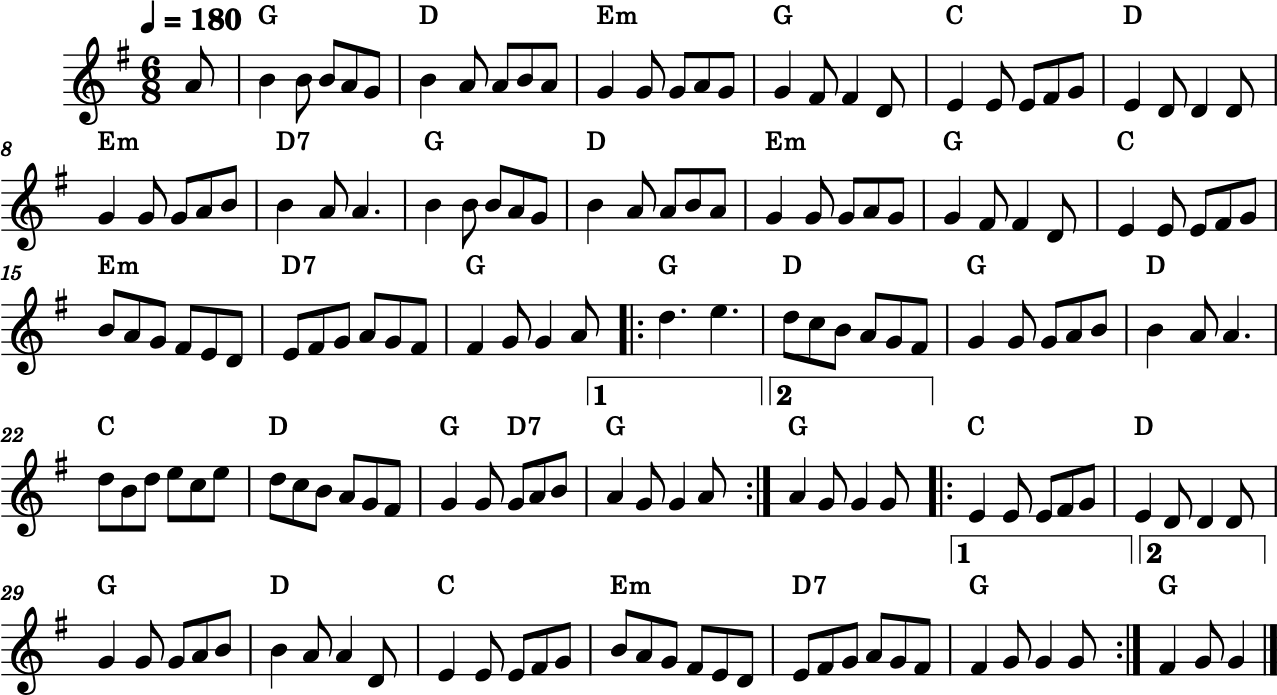 ♩ = 180
G D Em G C D
6
8
8
Em D7 G D Em G C
15
Em D7 G G D G D
1 2
22
C D G D7 G G C D
1 2
29
G D C Em D7 G G